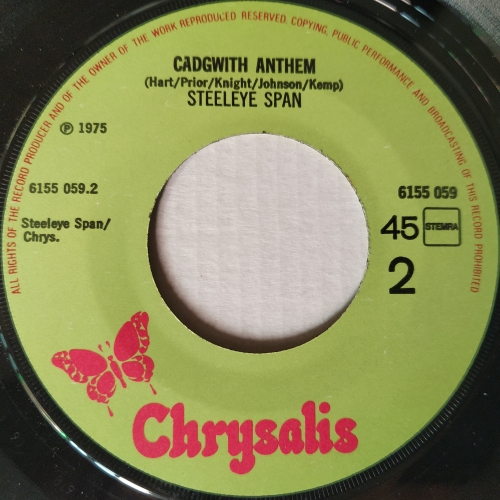 ALL RIGHTS OF THE RECORD PRODUCER AND OF THE OWNER OF THE WORK REPRODUCED RESERVED. COPYING, PUBLIC PERFORMANCE AND BROADCASTING OF THIS RECORD PROHIBITED
CADGWITH ANTHEM
(Hart/Prior/Knight/Johnson/Kemp)
STEELEYE SPAN
℗ 1975
6155 059.2
6155 059
Steeleye Span/
Chrys.
45 STEMRA
2
Chrysalis